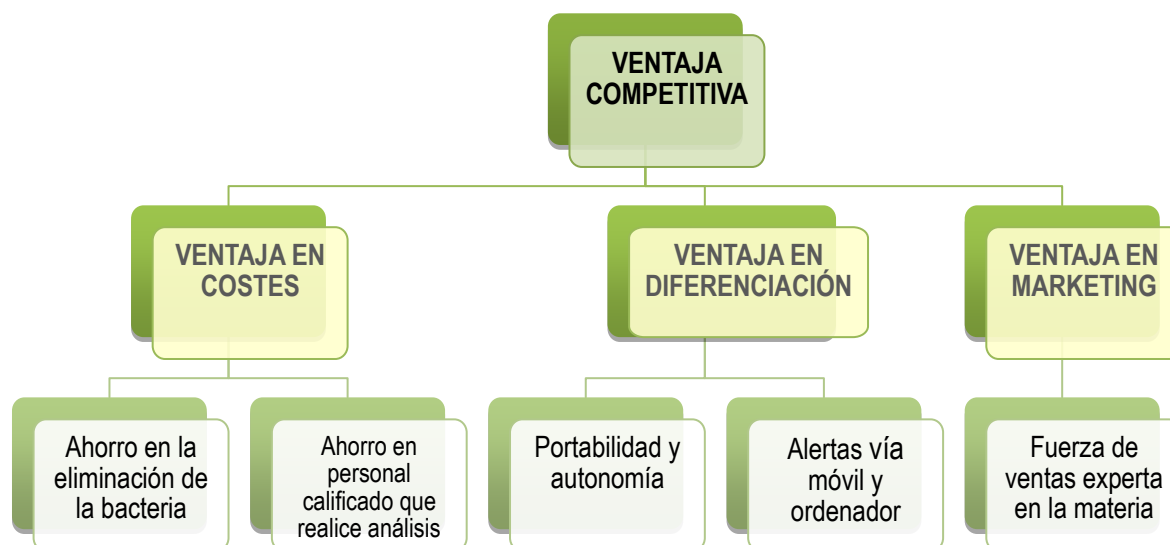 VENTAJA
COMPETITIVA
VENTAJA EN
COSTES
VENTAJA EN
DIFERENCIACIÓN
VENTAJA EN
MARKETING
Ahorro en la
eliminación de
la bacteria
Ahorro en
personal
calificado que
realice análisis
Portabilidad y
autonomía
Alertas vía
móvil y
ordenador
Fuerza de
ventas experta
en la materia